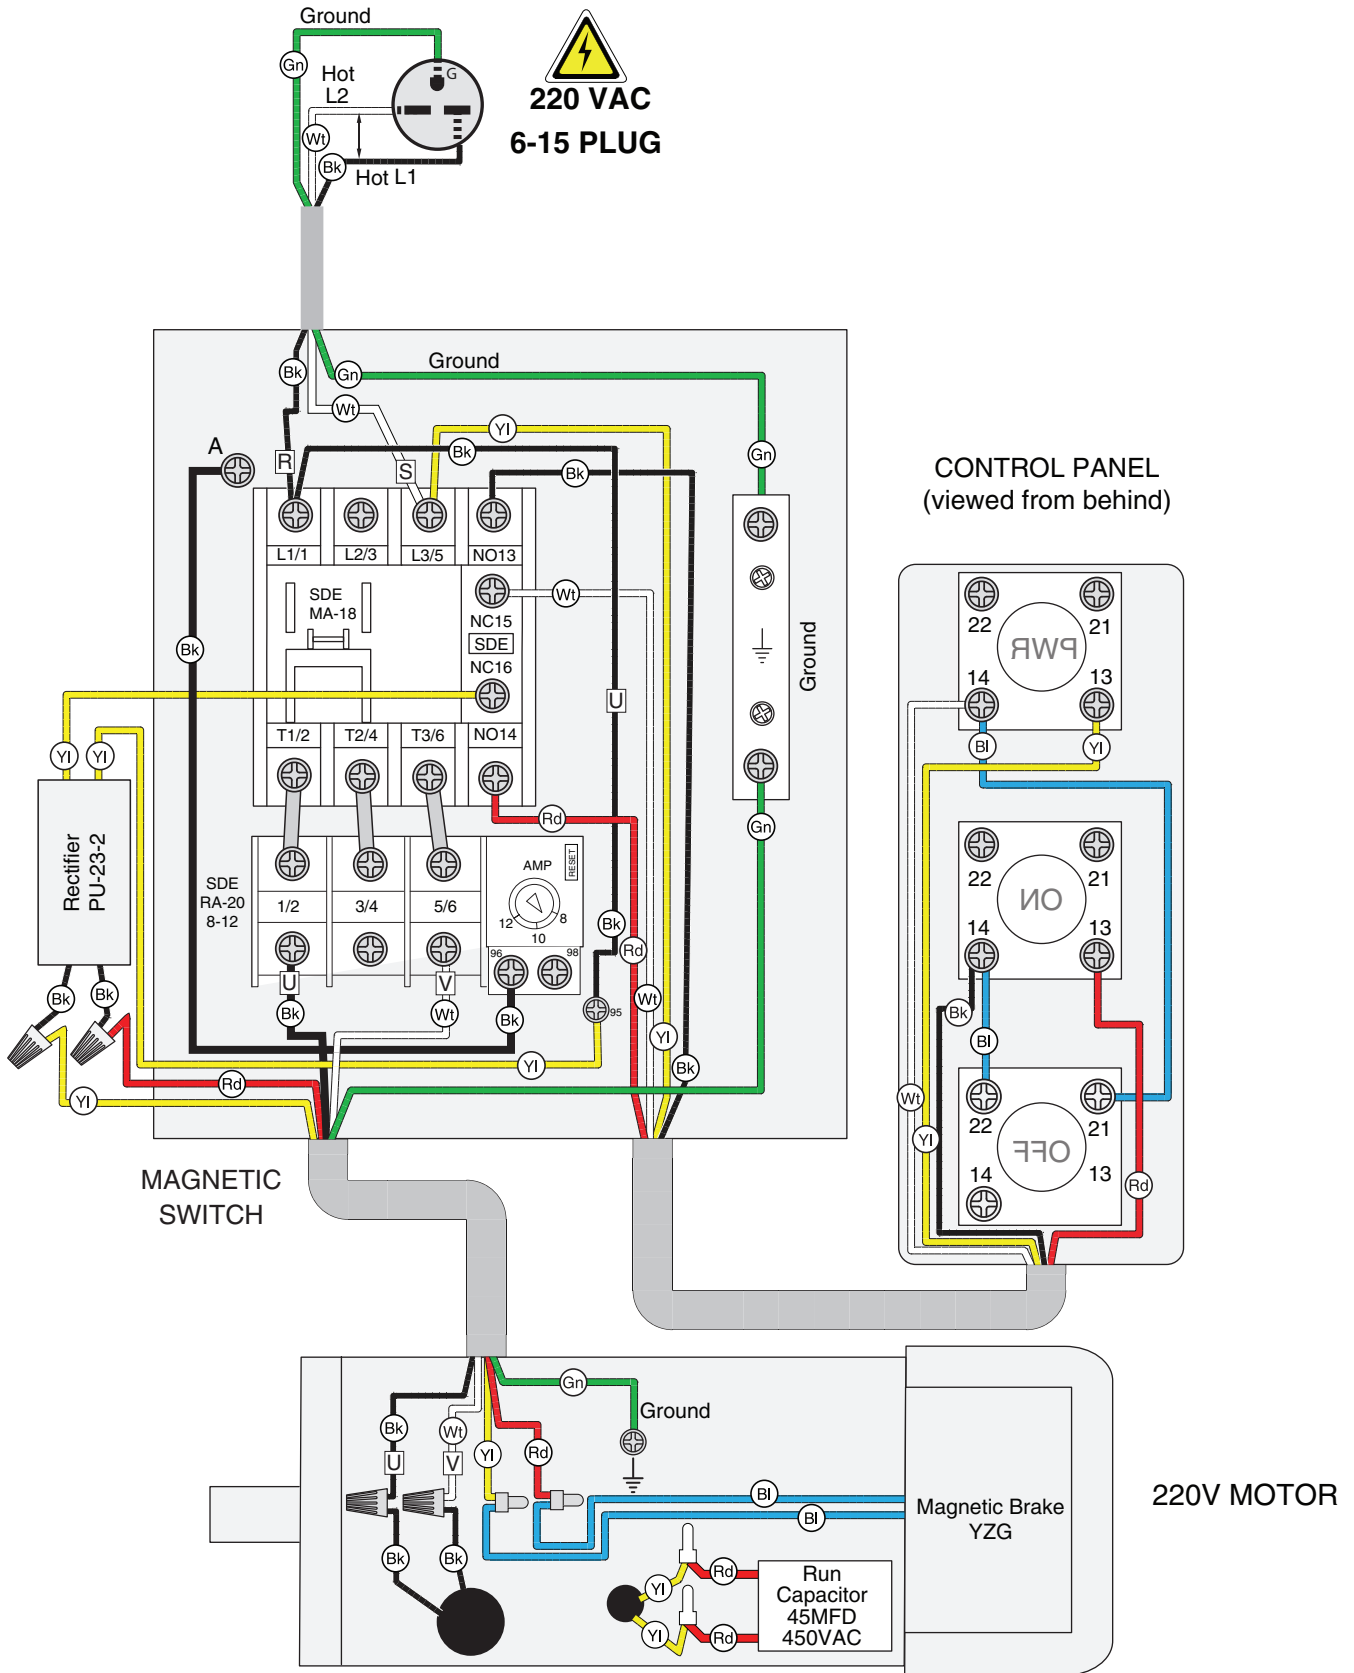 Ground
Gn
Hot
L2
G
Wt
Bk
Hot L1
220 VAC
6-15 PLUG
Ground
Bk
Gn
Wt
Yl
Bk
A
R
S
Bk
Gn
L1/1
L2/3
L3/5
NO13
SDE
MA-18
Wt
NC15
SDE
NC16
Bk
U
Ground
T1/2
T2/4
T3/6
NO14
Yl
Yl
Rd
Gn
Rectifier
PU-23-2
SDE
RA-20
8-12
1/2
3/4
5/6
AMP
RESET
12
8
10
96
98
Bk
Rd
U
V
Bk
Bk
Bk
Wt
Bk
95
Wt
Yl
Yl
Bk
Rd
Yl
MAGNETIC
SWITCH
CONTROL PANEL
(viewed from behind)
22
21
PWR
14
13
Bl
Yl
22
21
ON
14
13
Bk
Bl
Wt
22
21
Yl
OFF
14
13
Rd
Gn
Ground
Bk
Wt
Yl
Rd
U
V
Bl
Bl
Magnetic Brake
YZG
220V MOTOR
Bk
Bk
Yl
Rd
Yl
Rd
Run
Capacitor
45MFD
450VAC